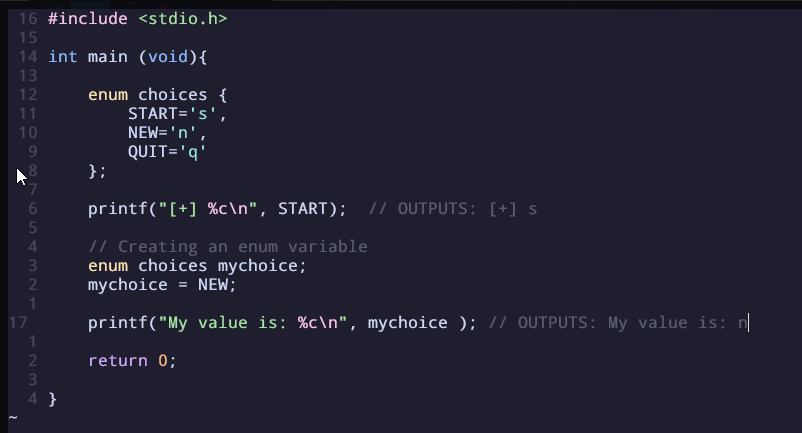 16 #include <stdio.h>
15
14 int main (void){
13
12     enum choices {
11         START='s',
10         NEW='n',
9         QUIT='q'
8     };
7
6     printf("[+] %c\n", START);  // OUTPUTS: [+] s
5
4     // Creating an enum variable
3     enum choices mychoice;
2     mychoice = NEW;
1
17     printf("My value is: %c\n", mychoice ); // OUTPUTS: My value is: n
1
2     return 0;
3
4 }
~